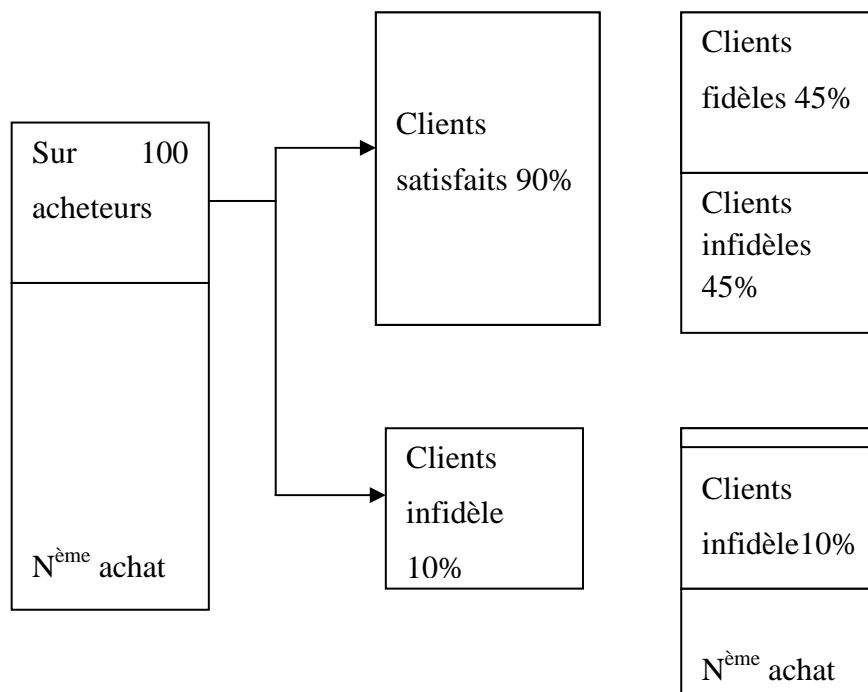 Sur 100
acheteurs
Nème achat
Clients
satisfaits 90%
Clients
infidèle
10%
Clients
fidèles 45%
Clients
infidèles
45%
Clients
infidèle10%
Nème achat